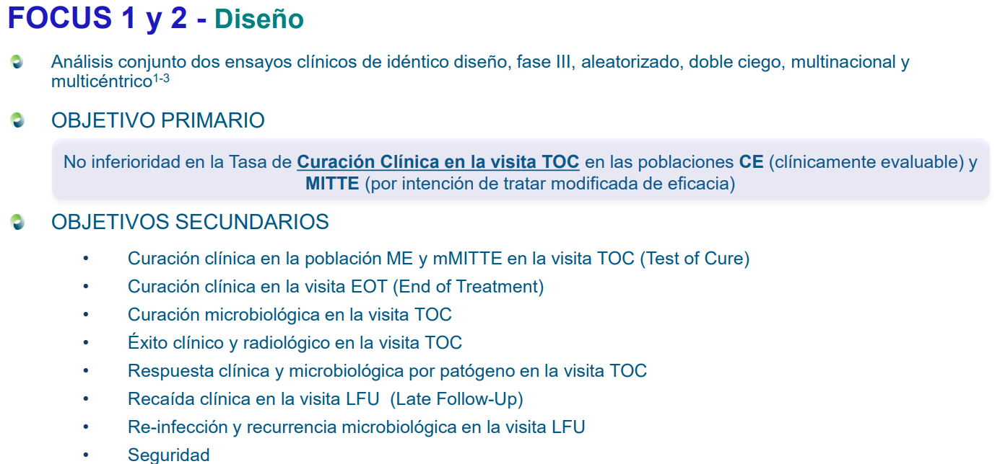 FOCUS 1 y 2 - Diseño
Análisis conjunto dos ensayos clínicos de idéntico diseño, fase III, aleatorizado, doble ciego, multinacional y
multicéntrico1-3
OBJETIVO PRIMARIO
No inferioridad en la Tasa de Curación Clínica en la visita TOC en las poblaciones CE (clínicamente evaluable) y
MITTE (por intención de tratar modificada de eficacia)
OBJETIVOS SECUNDARIOS
• Curación clínica en la población ME y mMITTE en la visita TOC (Test of Cure)
• Curación clínica en la visita EOT (End of Treatment)
• Curación microbiológica en la visita TOC
• Éxito clínico y radiológico en la visita TOC
• Respuesta clínica y microbiológica por patógeno en la visita TOC
• Recaída clínica en la visita LFU (Late Follow-Up)
• Re-infección y recurrencia microbiológica en la visita LFU
• Seguridad